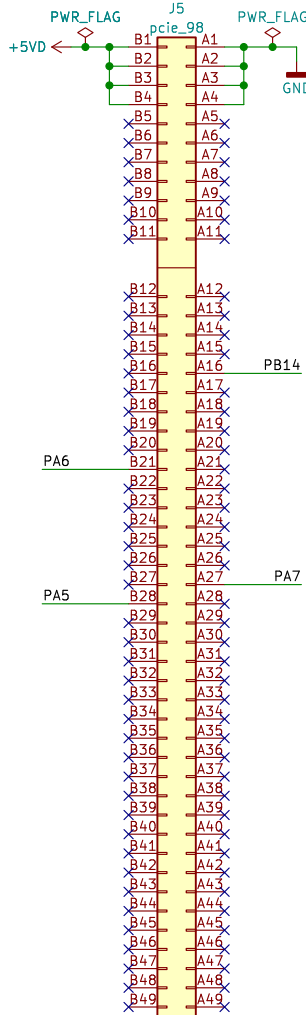 J5
PWR_FLAG pcie_98 PWR_FLAG
+5VD B1 A1
B2 A2
B3 A3
B4 A4 GND
B5 A5
B6 A6
B7 A7
B8 A8
B9 A9
B10 A10
B11 A11
B12 A12
B13 A13
B14 A14
B15 A15
B16 A16 PB14
B17 A17
B18 A18
B19 A19
B20 A20
PA6 B21 A21
B22 A22
B23 A23
B24 A24
B25 A25
B26 A26
B27 A27 PA7
PA5 B28 A28
B29 A29
B30 A30
B31 A31
B32 A32
B33 A33
B34 A34
B35 A35
B36 A36
B37 A37
B38 A38
B39 A39
B40 A40
B41 A41
B42 A42
B43 A43
B44 A44
B45 A45
B46 A46
B47 A47
B48 A48
B49 A49